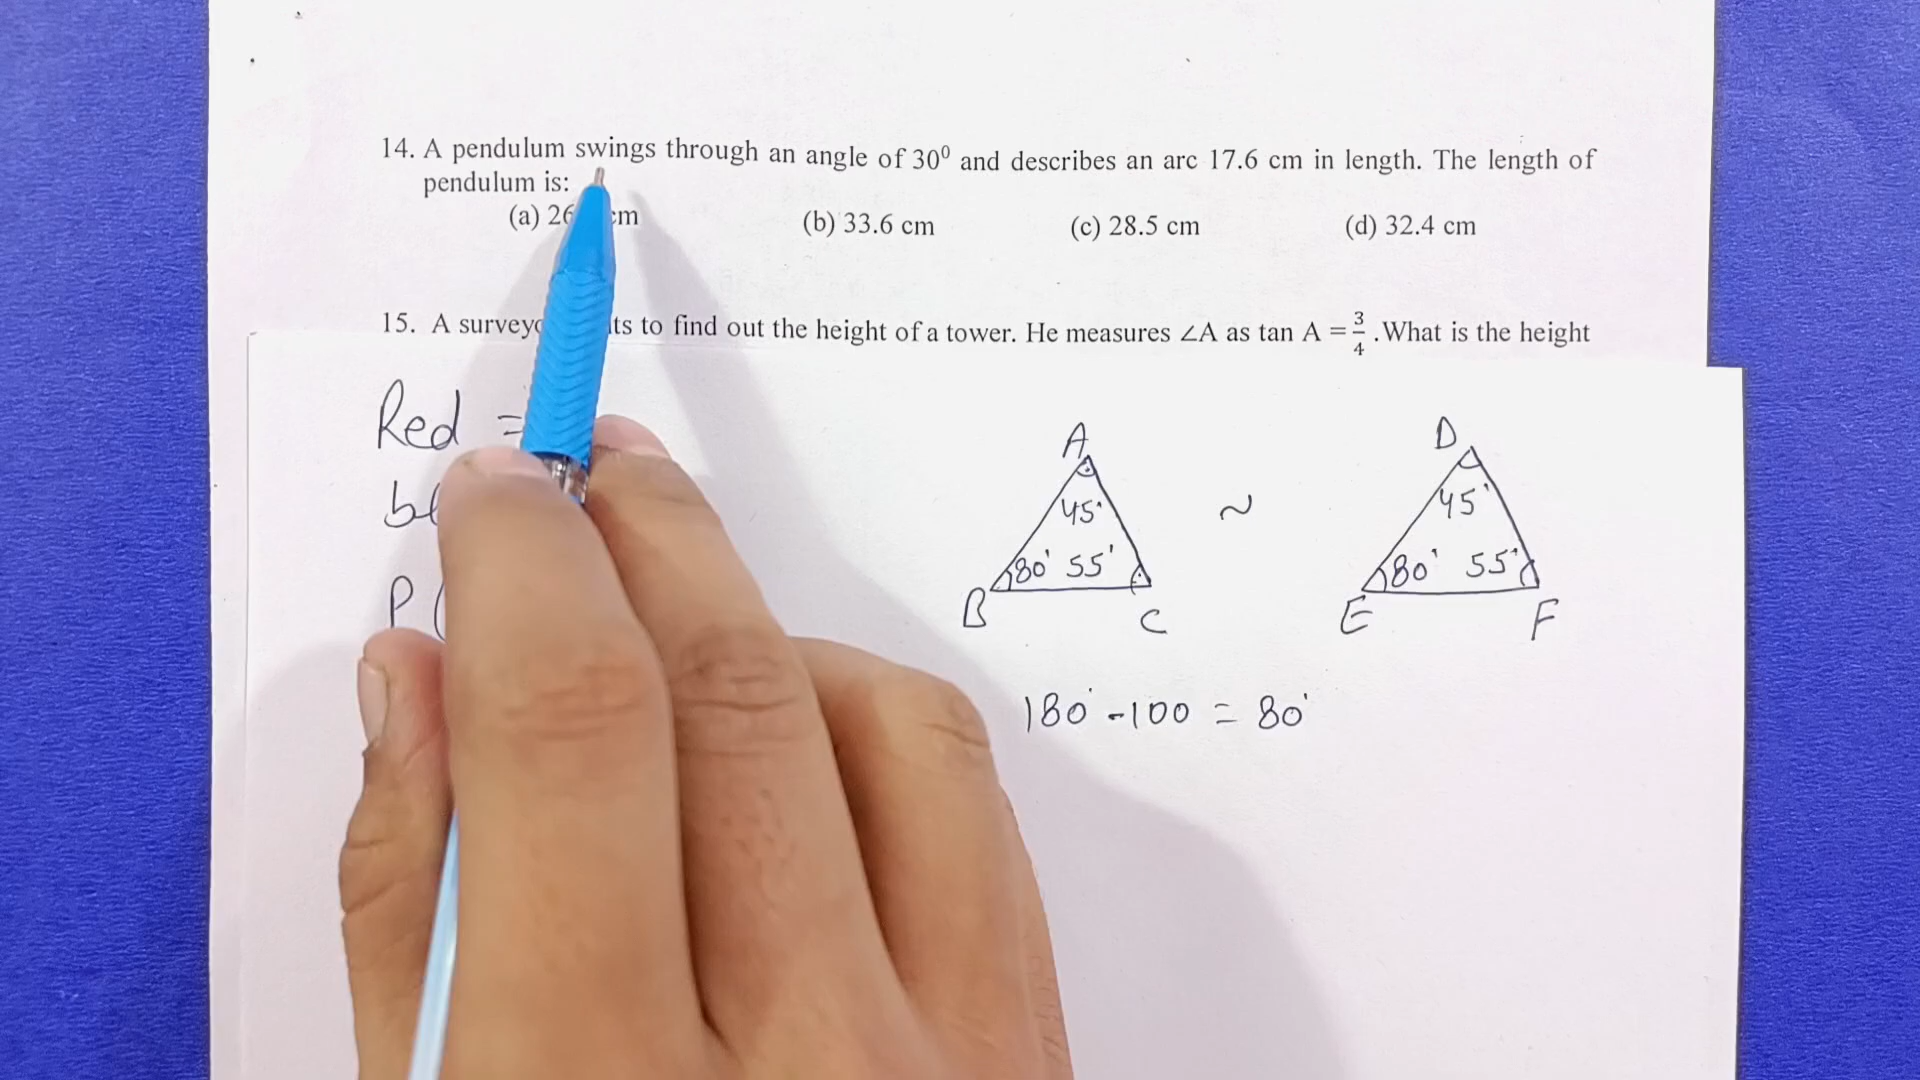 14. A pendulum swings through an angle of 30⁰ and describes an arc 17.6 cm in length. The length of
pendulum is:
(a) cm (b) 33.6 cm (c) 28.5 cm (d) 32.4 cm
15. A to find out the height of a tower. He measures ∠A as tan A = 3/4 .What is the height
Red =
P (
A
45°
80° 55°
B C
~
D
45°
80° 55°
E F
180° - 100 = 80°